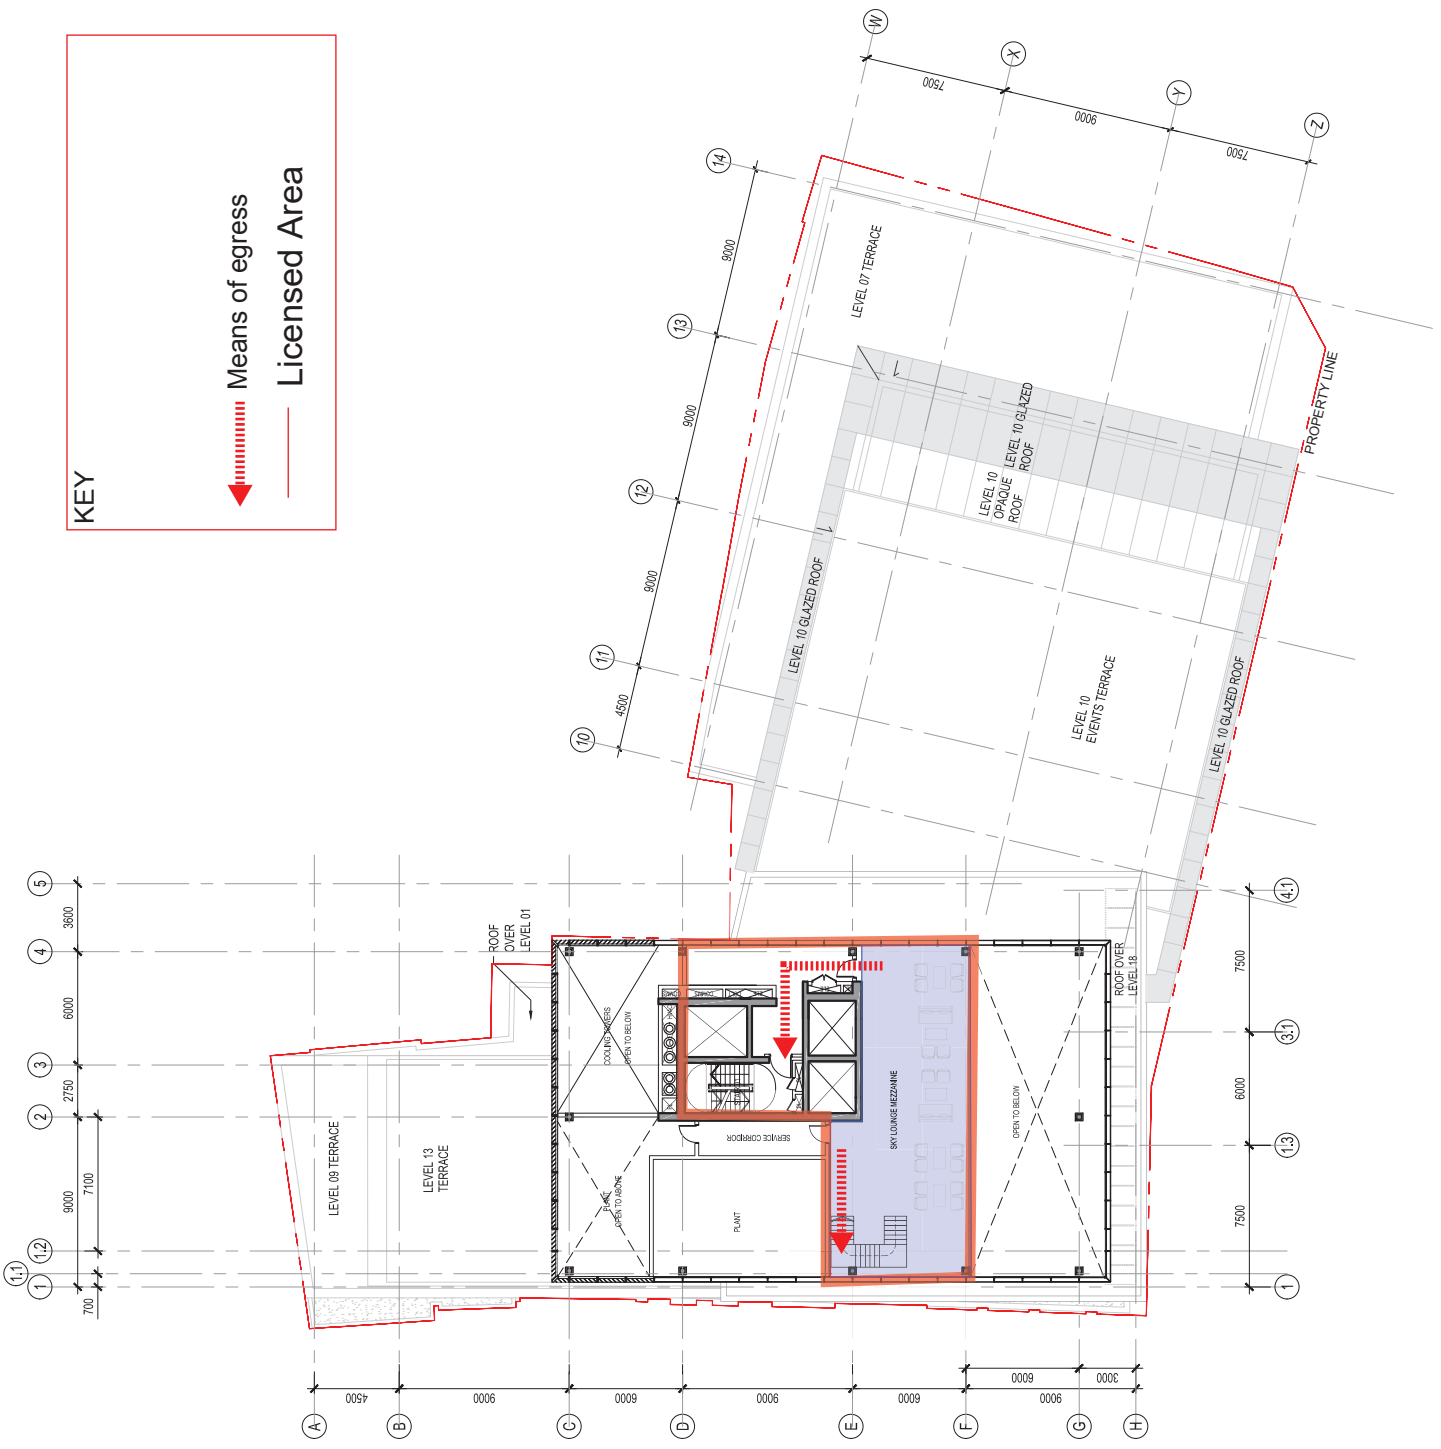 KEY
Means of egress
Licensed Area
W
X
Y
Z
7500
9000
7500
14
13
12
11
10
9000
9000
9000
4500
LEVEL 07 TERRACE
LEVEL 10 GLAZED
ROOF
LEVEL 10
OPAQUE
ROOF
PROPERTY LINE
LEVEL 10 GLAZED ROOF
LEVEL 10
EVENTS TERRACE
LEVEL 10 GLAZED ROOF
5
4
3
2
1.2
1.1
1
3600
6000
2750
9000
7100
700
ROOF
OVER
LEVEL 01
LEVEL 09 TERRACE
LEVEL 13
TERRACE
COOLING TOWERS
OPEN TO BELOW
PLANT
OPEN TO ABOVE
PLANT
SERVICE CORRIDOR
SKY LOUNGE MEZZANINE
OPEN TO BELOW
ROOF OVER
LEVEL 18
4.1
3.1
1.3
1
7500
6000
7500
A
B
C
D
E
F
G
H
4500
9000
6000
9000
6000
6000
3000
9000